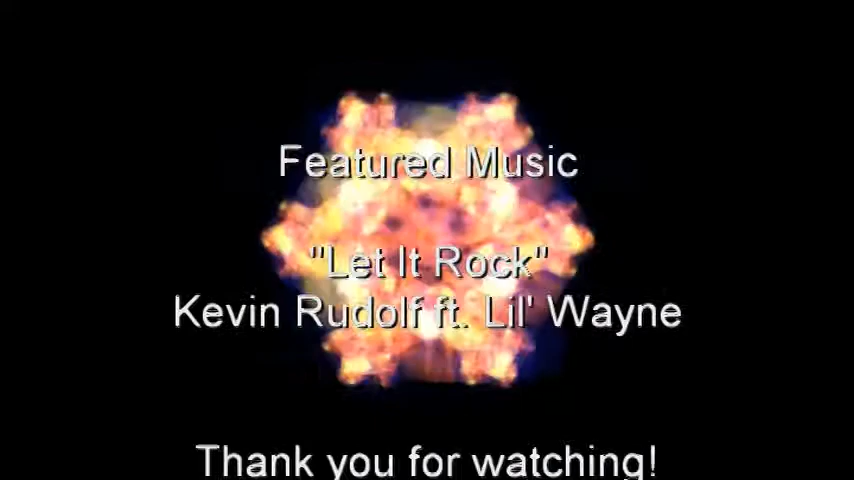 Featured Music
"Let It Rock"
Kevin Rudolf ft. Lil' Wayne
Thank you for watching!